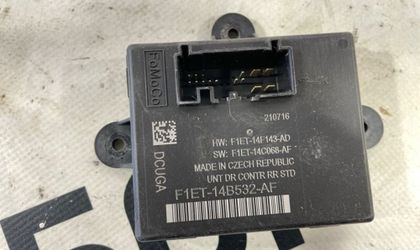 FoMoCo
210716
HW: F1ET-14F143-AD
SW: F1ET-14C068-AF
MADE IN CZECH REPUBLIC
UNT DR CONTR RR STD
DCUGA
F1ET-14B532-AF